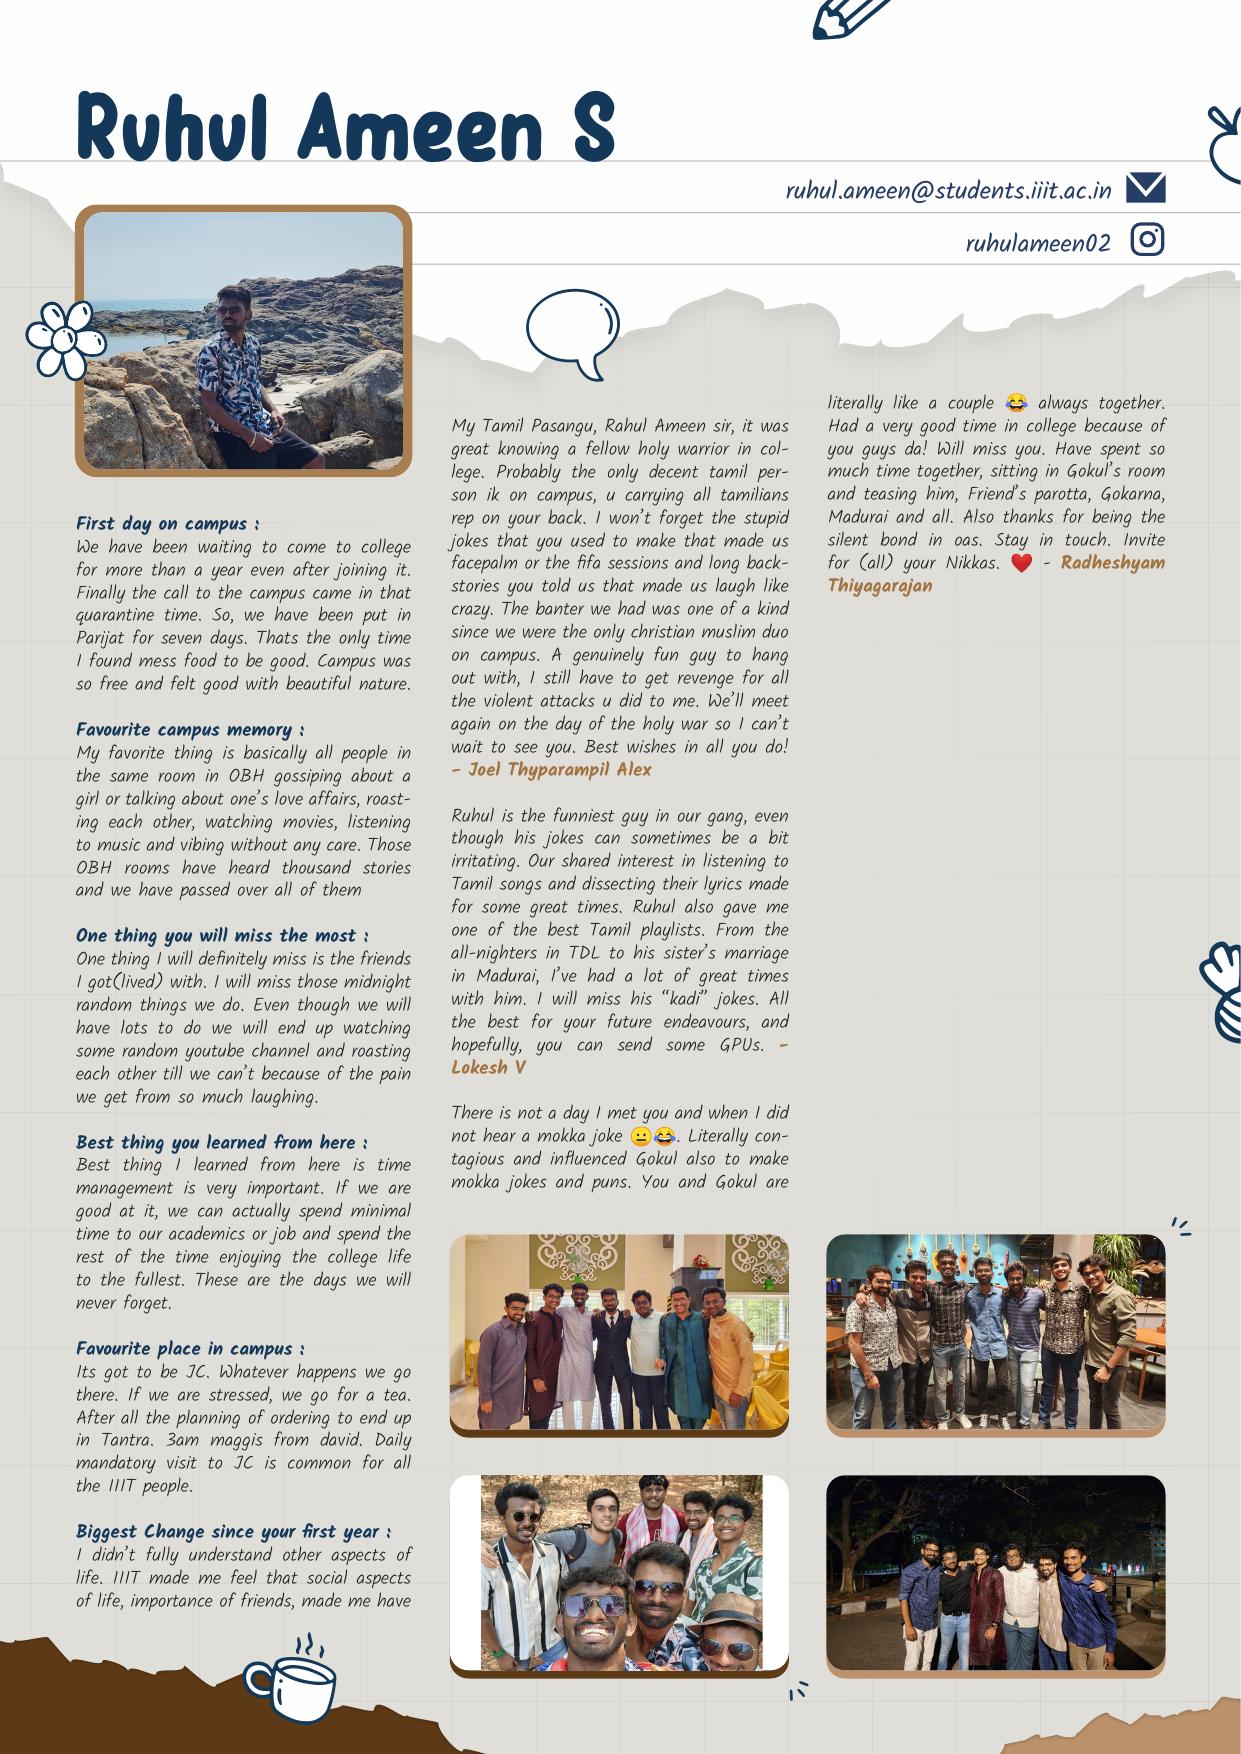 Ruhul Ameen S
ruhul.ameen@students.iiit.ac.in
ruhulameen02
First day on campus :
We have been waiting to come to college
for more than a year even after joining it.
Finally the call to the campus came in that
quarantine time. So, we have been put in
Parijat for seven days. Thats the only time
I found mess food to be good. Campus was
so free and felt good with beautiful nature.
Favourite campus memory :
My favorite thing is basically all people in
the same room in OBH gossiping about a
girl or talking about one's love affairs, roast-
ing each other, watching movies, listening
to music and vibing without any care. Those
OBH rooms have heard thousand stories
and we have passed over all of them
One thing you will miss the most :
One thing I will definitely miss is the friends
I got(lived) with. I will miss those midnight
random things we do. Even though we will
have lots to do we will end up watching
some random youtube channel and roasting
each other till we can't because of the pain
we get from so much laughing.
Best thing you learned from here :
Best thing I learned from here is time
management is very important. If we are
good at it, we can actually spend minimal
time to our academics or job and spend the
rest of the time enjoying the college life
to the fullest. These are the days we will
never forget.
Favourite place in campus :
Its got to be JC. Whatever happens we go
there. If we are stressed, we go for a tea.
After all the planning of ordering to end up
in Tantra. 3am maggis from david. Daily
mandatory visit to JC is common for all
the IIIT people.
Biggest Change since your first year :
I didn't fully understand other aspects of
life. IIIT made me feel that social aspects
of life, importance of friends, made me have
My Tamil Pasangu, Rahul Ameen sir, it was
great knowing a fellow holy warrior in col-
lege. Probably the only decent tamil per-
son ik on campus, u carrying all tamilians
rep on your back. I won't forget the stupid
jokes that you used to make that made us
facepalm or the fifa sessions and long back-
stories you told us that made us laugh like
crazy. The banter we had was one of a kind
since we were the only christian muslim duo
on campus. A genuinely fun guy to hang
out with, I still have to get revenge for all
the violent attacks u did to me. We'll meet
again on the day of the holy war so I can't
wait to see you. Best wishes in all you do!
- Joel Thyparampil Alex
Ruhul is the funniest guy in our gang, even
though his jokes can sometimes be a bit
irritating. Our shared interest in listening to
Tamil songs and dissecting their lyrics made
for some great times. Ruhul also gave me
one of the best Tamil playlists. From the
all-nighters in TDL to his sister's marriage
in Madurai, I've had a lot of great times
with him. I will miss his "kadi" jokes. All
the best for your future endeavours, and
hopefully, you can send some GPUs. -
Lokesh V
There is not a day I met you and when I did
not hear a mokka joke 😐😂. Literally con-
tagious and influenced Gokul also to make
mokka jokes and puns. You and Gokul are
literally like a couple 😂 always together.
Had a very good time in college because of
you guys da! Will miss you. Have spent so
much time together, sitting in Gokul's room
and teasing him, Friend's parotta, Gokarna,
Madurai and all. Also thanks for being the
silent bond in oas. Stay in touch. Invite
for (all) your Nikkas. ❤️ - Radheshyam
Thiyagarajan